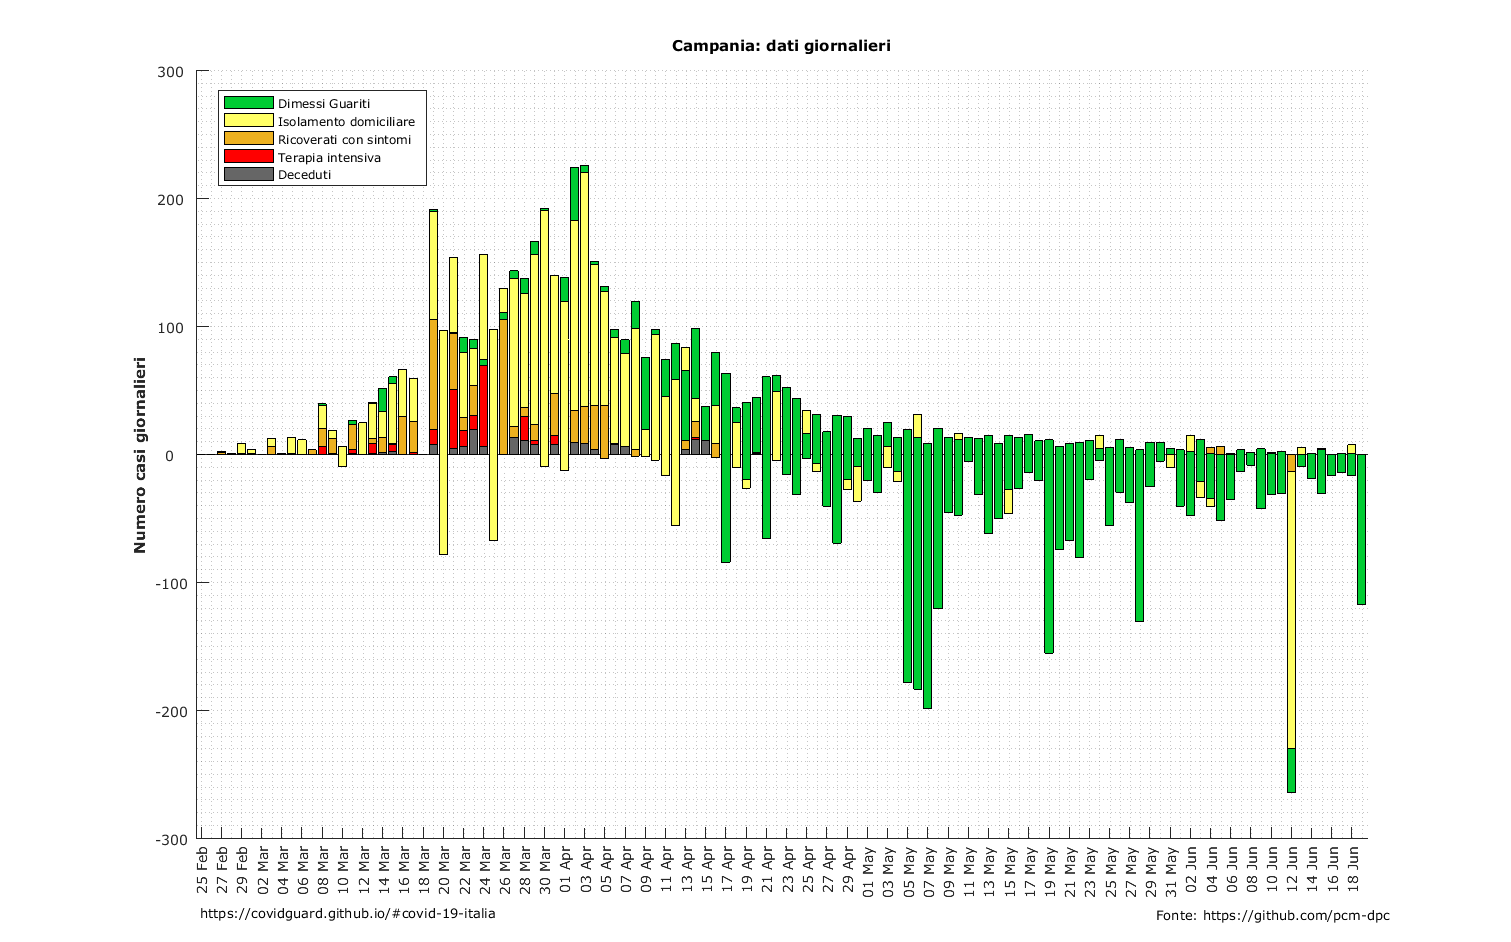 Campania: dati giornalieri
Numero casi giornalieri
300
200
100
0
-100
-200
-300
Dimessi Guariti
Isolamento domiciliare
Ricoverati con sintomi
Terapia intensiva
Deceduti
25 Feb
27 Feb
29 Feb
02 Mar
04 Mar
06 Mar
08 Mar
10 Mar
12 Mar
14 Mar
16 Mar
18 Mar
20 Mar
22 Mar
24 Mar
26 Mar
28 Mar
30 Mar
01 Apr
03 Apr
05 Apr
07 Apr
09 Apr
11 Apr
13 Apr
15 Apr
17 Apr
19 Apr
21 Apr
23 Apr
25 Apr
27 Apr
29 Apr
01 May
03 May
05 May
07 May
09 May
11 May
13 May
15 May
17 May
19 May
21 May
23 May
25 May
27 May
29 May
31 May
02 Jun
04 Jun
06 Jun
08 Jun
10 Jun
12 Jun
14 Jun
16 Jun
18 Jun
https://covidguard.github.io/#covid-19-italia
Fonte: https://github.com/pcm-dpc